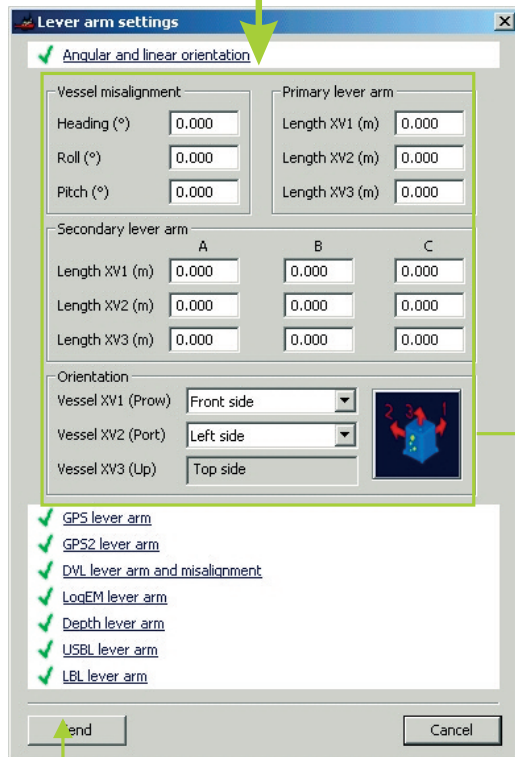 Lever arm settings
Angular and linear orientation
Vessel misalignment
Heading (°) 0.000
Roll (°) 0.000
Pitch (°) 0.000
Primary lever arm
Length XV1 (m) 0.000
Length XV2 (m) 0.000
Length XV3 (m) 0.000
Secondary lever arm
A B C
Length XV1 (m) 0.000 0.000 0.000
Length XV2 (m) 0.000 0.000 0.000
Length XV3 (m) 0.000 0.000 0.000
Orientation
Vessel XV1 (Prow) Front side
Vessel XV2 (Port) Left side
Vessel XV3 (Up) Top side
2 3 1
GPS lever arm
GPS2 lever arm
DVL lever arm and misalignment
LogEM lever arm
Depth lever arm
USBL lever arm
LBL lever arm
end Cancel